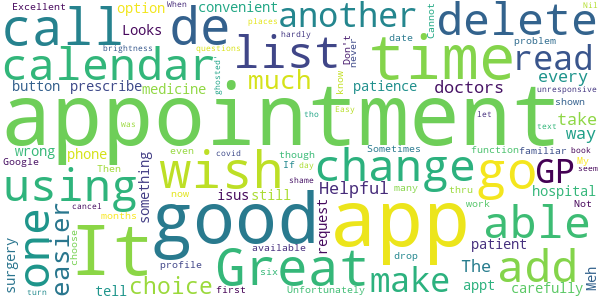 Excellent convenient another When Nil Me
call de option Looks places Cannot delete
brightness hardly date problem
calendar list questions Don't never time read
button prescribe much ghosted' know patience doctors every unresponsive
medicine Easy shown
appointment
was tho let
wrong phone even though Sometimes function familiar book take way
Google Then covid If day text My seem
using something wish change go GP
now isus still Helpful many thru Not hospital
one It good app able
cancel months shame request work patient
easier surgery profile available drop The add
choose Great make appt carefully
turn tell choice first six Unfortunately Meh